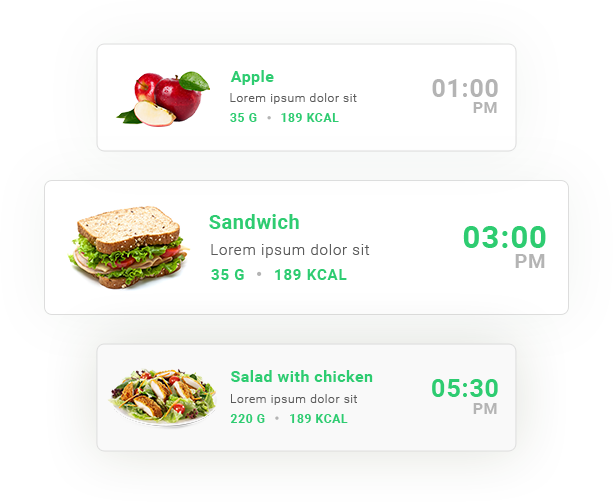 Apple
Lorem ipsum dolor sit
35 G • 189 KCAL
01:00
PM
Sandwich
Lorem ipsum dolor sit
35 G • 189 KCAL
03:00
PM
Salad with chicken
Lorem ipsum dolor sit
220 G • 189 KCAL
05:30
PM